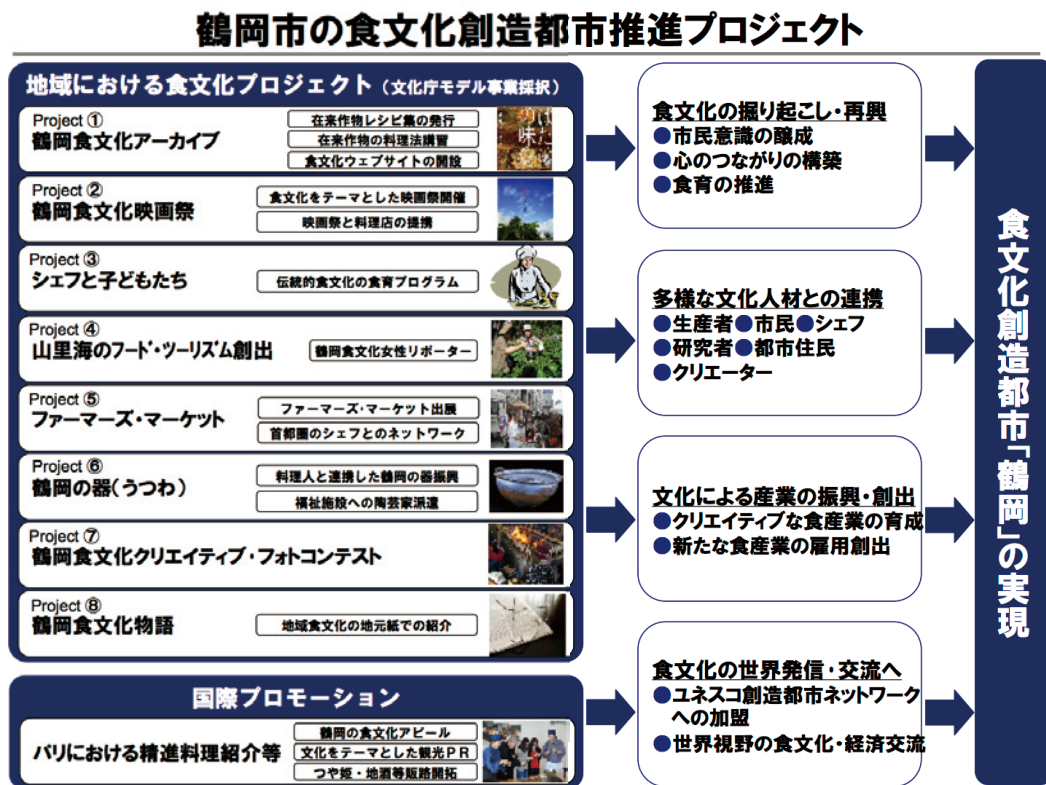 鶴岡市の食文化創造都市推進プロジェクト
地域における食文化プロジェクト(文化庁モデル事業採択)
Project ①
鶴岡食文化アーカイブ
在来作物レシピ集の発行
在来作物の料理法講習
食文化ウェブサイトの開設
Project ②
鶴岡食文化映画祭
食文化をテーマとした映画祭開催
映画祭と料理店の提携
Project ③
シェフと子どもたち
伝統的食文化の食育プログラム
Project ④
山里海のフード・ツーリズム創出
鶴岡食文化女性リポーター
Project ⑤
ファーマーズ・マーケット
ファーマーズ・マーケット出展
首都圏のシェフとのネットワーク
Project ⑥
鶴岡の器(うつわ)
料理人と連携した鶴岡の器振興
福祉施設への陶芸家派遣
Project ⑦
鶴岡食文化クリエイティブ・フォトコンテスト
Project ⑧
鶴岡食文化物語
地域食文化の地元紙での紹介
国際プロモーション
パリにおける精進料理紹介等
鶴岡の食文化アピール
文化をテーマとした観光PR
つや姫・地酒等販路開拓
食文化の掘り起こし・再興
●市民意識の醸成
●心のつながりの構築
●食育の推進
多様な文化人材との連携
●生産者●市民●シェフ
●研究者●都市住民
●クリエーター
文化による産業の振興・創出
●クリエイティブな食産業の育成
●新たな食産業の雇用創出
食文化の世界発信・交流へ
●ユネスコ創造都市ネットワーク
への加盟
●世界視野の食文化・経済交流
食文化創造都市「鶴岡」の実現